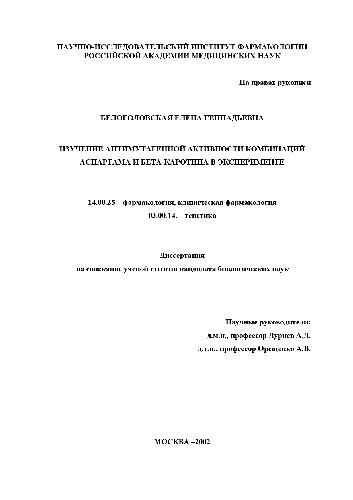 НАУЧНО-ИССЛЕДОВАТЕЛЬСКИЙ ИНСТИТУТ ФАРМАКОЛОГИИ
РОССИЙСКОЙ АКАДЕМИИ МЕДИЦИНСКИХ НАУК
На правах рукописи
БЕЛОГОЛОВСКАЯ ЕЛЕНА ГЕННАДЬЕВНА
ИЗУЧЕНИЕ АНТИМУТАГЕННОЙ АКТИВНОСТИ КОМБИНАЦИЙ
АСПАРТАМА И БЕТА-КАРОТИНА В ЭКСПЕРИМЕНТЕ
14.00.25 – фармакология, клиническая фармакология
03.00.14. – генетика
Диссертация
на соискание ученой степени кандидата биологических наук
Научные руководители:
д.м.н., профессор Дурнев А.Д.
д.т.н., профессор Орещенко А.В.
МОСКВА –2002